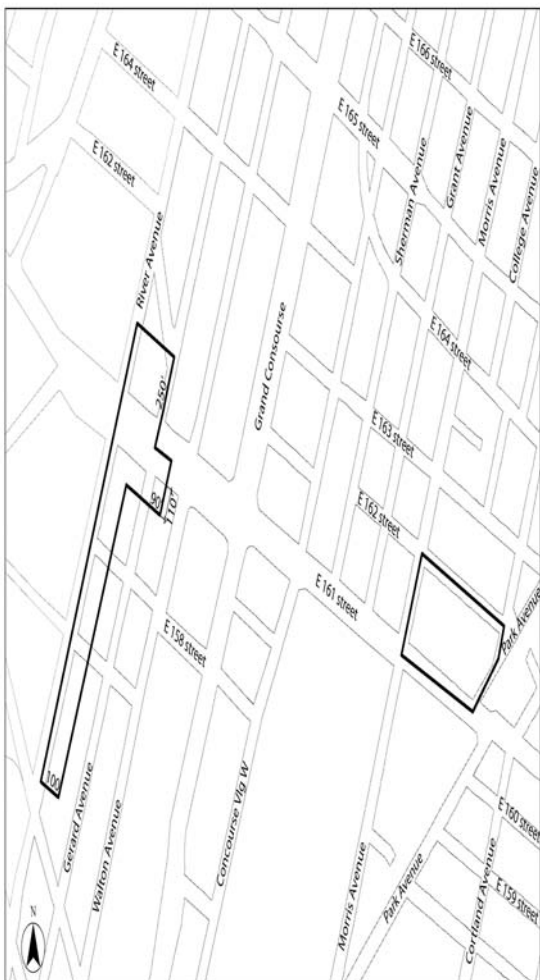 E 164 street
E 166 street
E 162 street
E 165 street
Sherman Avenue
Grant Avenue
Morris Avenue
College Avenue
River Avenue
Grand Consourse
E 164 street
250'
E 163 street
90'
110'
E 162 street
E 161 street
E 158 street
Park Avenue
100
Gerard Avenue
Walton Avenue
Concourse Vlg W
Morris Avenue
Park Avenue
Cortland Avenue
E 160 street
E 159 street
N